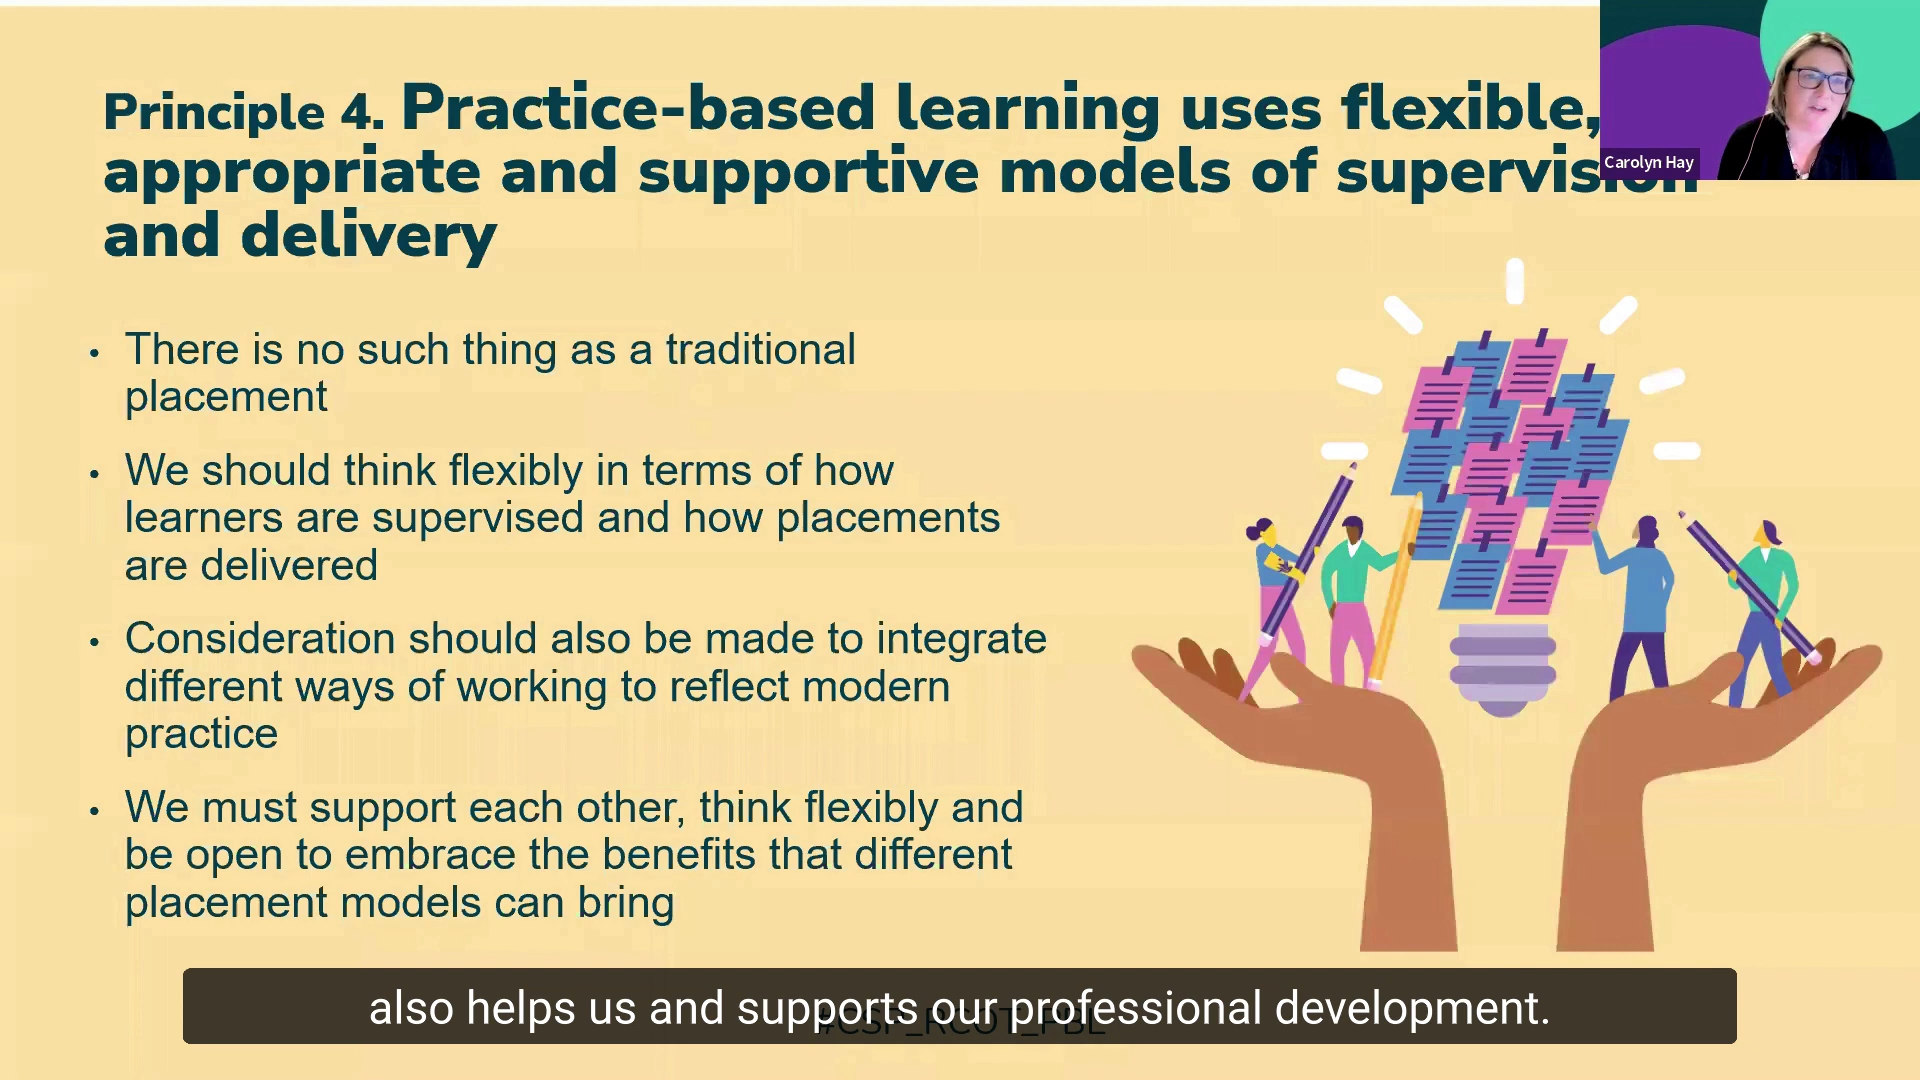 Principle 4. Practice-based learning uses flexible,
appropriate and supportive models of supervision
and delivery
Carolyn Hay
• There is no such thing as a traditional
placement
• We should think flexibly in terms of how
learners are supervised and how placements
are delivered
• Consideration should also be made to integrate
different ways of working to reflect modern
practice
• We must support each other, think flexibly and
be open to embrace the benefits that different
placement models can bring
also helps us and supports our professional development.
#CSP_RCOT_PBL